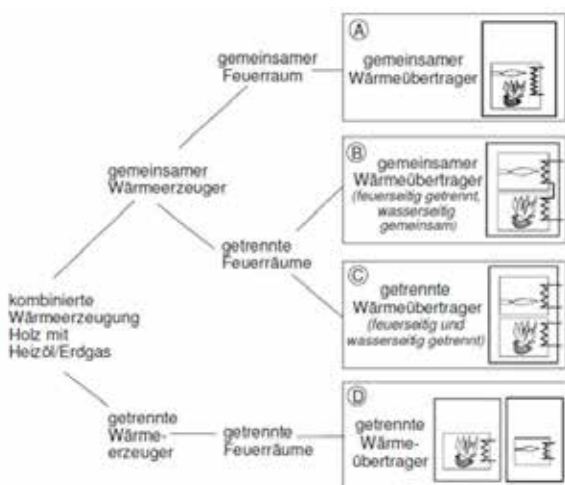 kombinierte
Wärmeerzeugung
Holz mit
Heizöl/Erdgas
gemeinsamer
Wärmeerzeuger
getrennte
Wärme-
erzeuger
gemeinsamer
Feuerraum
getrennte
Feuerräume
getrennte
Feuerräume
A
gemeinsamer
Wärmeübertrager
B
gemeinsamer
Wärmeübertrager
(feuerseitig getrennt,
wasserseitig
gemeinsam)
C
getrennte
Wärmeübertrager
(feuerseitig und
wasserseitig getrennt)
D
getrennte
Wärme-
übertrager